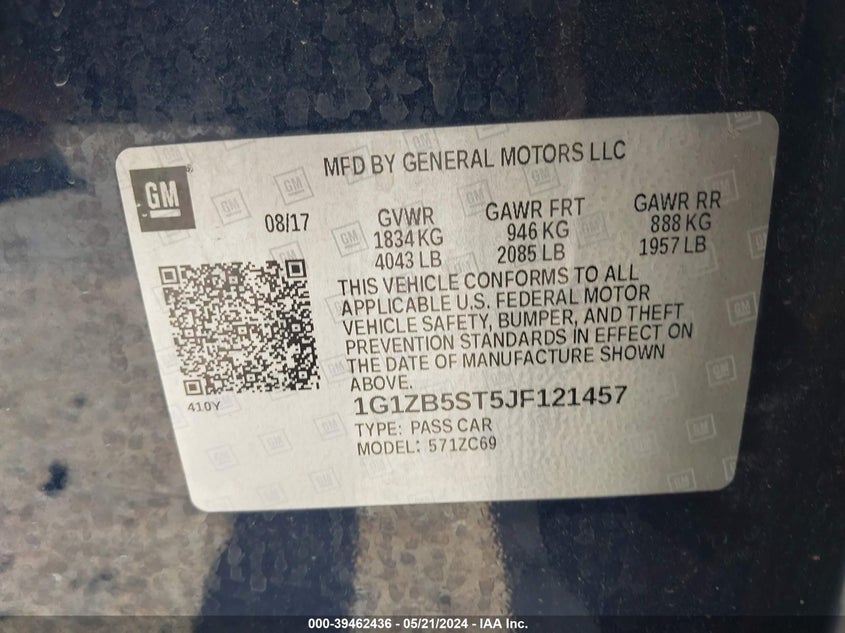 MFD BY GENERAL MOTORS LLC
GM
08/17
GVWR
1834 KG
4043 LB
GAWR FRT
946 KG
2085 LB
GAWR RR
888 KG
1957 LB
THIS VEHICLE CONFORMS TO ALL
APPLICABLE U.S. FEDERAL MOTOR
VEHICLE SAFETY, BUMPER, AND THEFT
PREVENTION STANDARDS IN EFFECT ON
THE DATE OF MANUFACTURE SHOWN
ABOVE.
410Y
1G1ZB5ST5JF121457
TYPE: PASS CAR
MODEL: 571ZC69
000-39462436 - 05/21/2024 - IAA Inc.